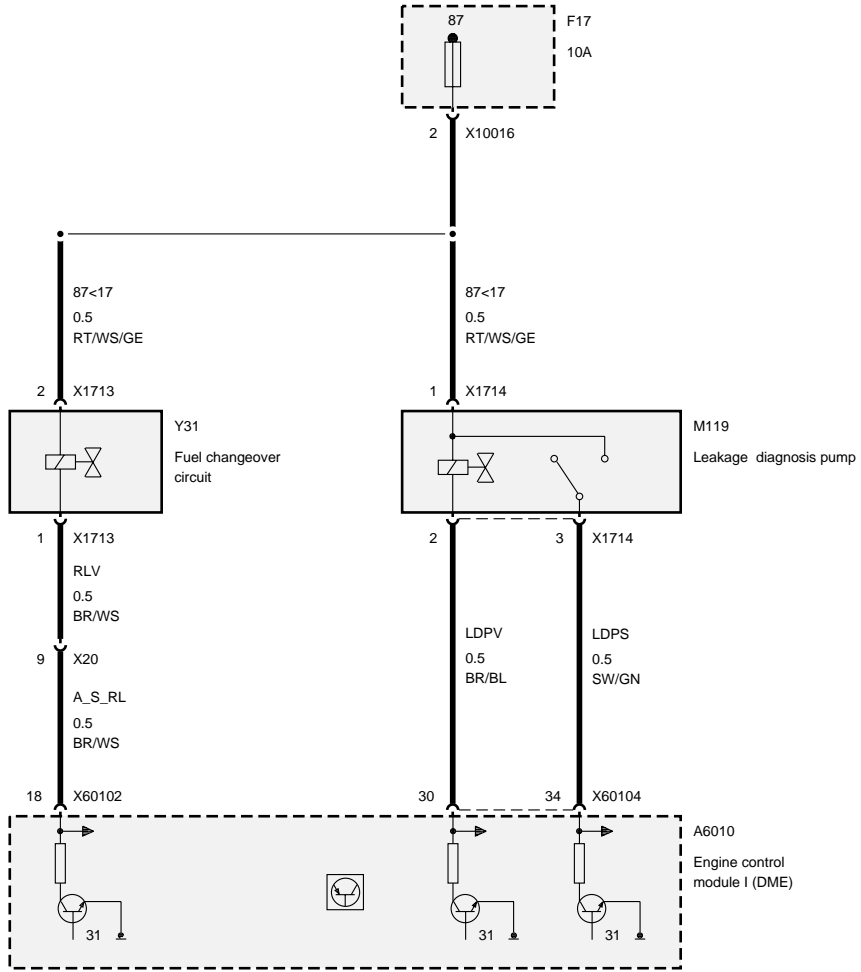 87
F17
10A
2 X10016
87<17
0.5
RT/WS/GE
87<17
0.5
RT/WS/GE
2 X1713
1 X1714
Y31
Fuel changeover
circuit
M119
Leakage diagnosis pump
1 X1713
2
3 X1714
RLV
0.5
BR/WS
LDPV
0.5
BR/BL
LDPS
0.5
SW/GN
9 X20
A_S_RL
0.5
BR/WS
18 X60102
30
34 X60104
A6010
Engine control
module I (DME)
31
31
31